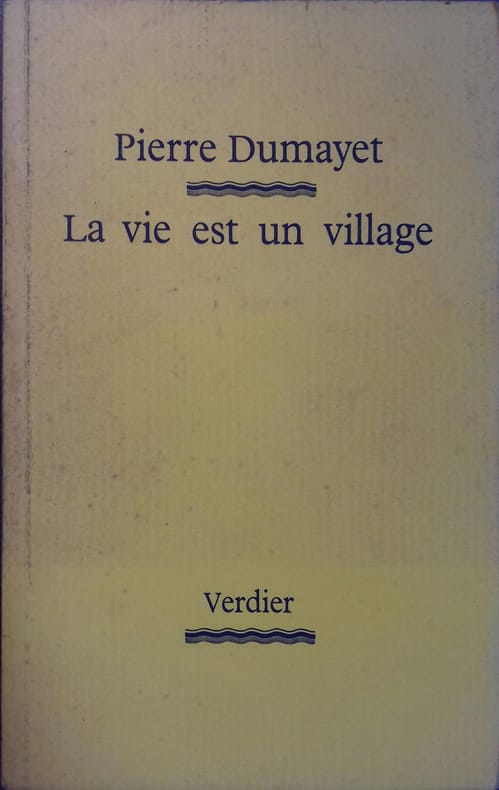 Pierre Dumayet
La vie est un village
Verdier